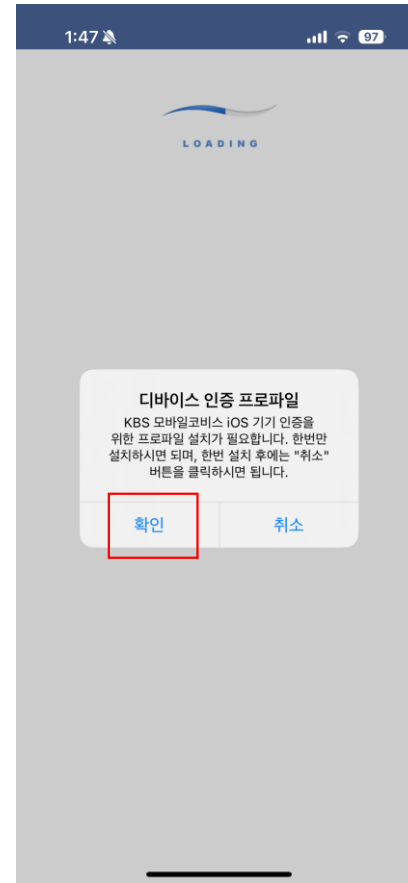 1:47
97
LOADING
디바이스 인증 프로파일
KBS 모바일코비스 iOS 기기 인증을
위한 프로파일 설치가 필요합니다. 한번만
설치하시면 되며, 한번 설치 후에는 "취소"
버튼을 클릭하시면 됩니다.
확인
취소